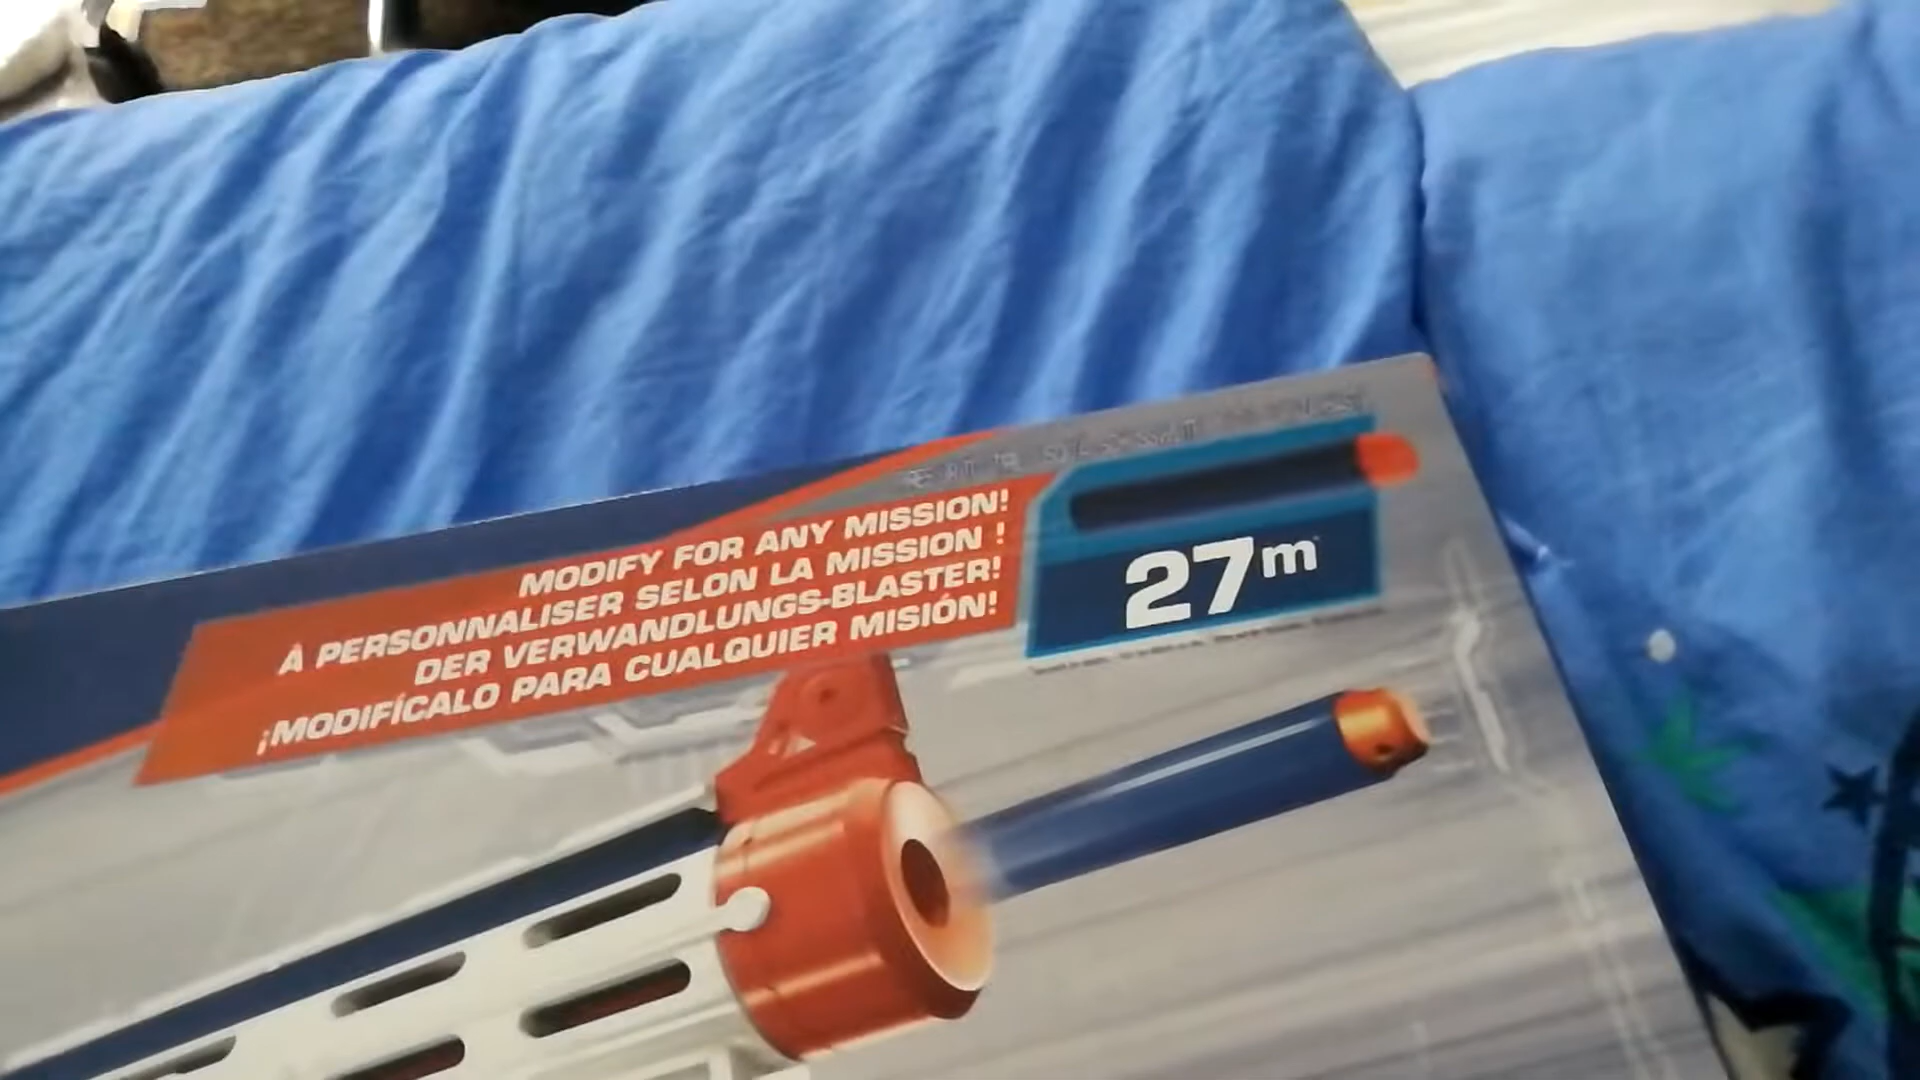 MODIFY FOR ANY MISSION!
À PERSONNALISER SELON LA MISSION !
DER VERWANDLUNGS-BLASTER!
¡MODIFÍCALO PARA CUALQUIER MISIÓN!
27m